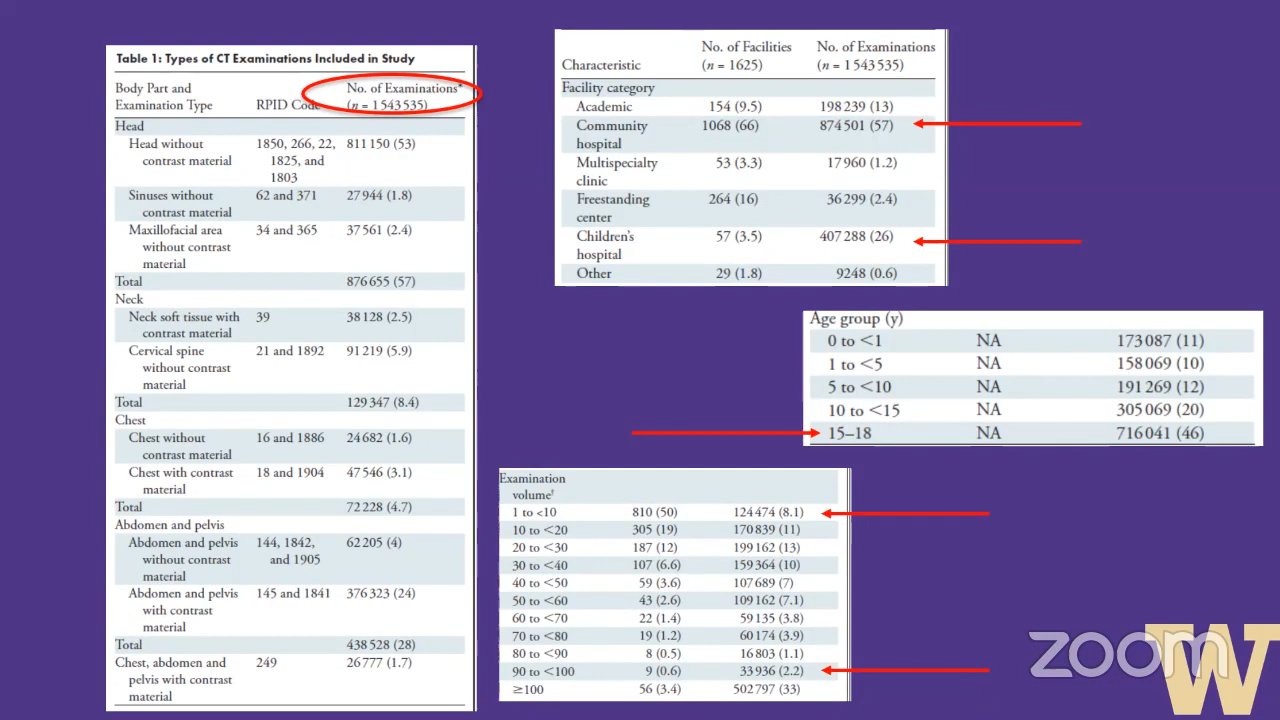 Table 1: Types of CT Examinations Included in Study
Body Part and
Examination Type
RPID Code
No. of Examinations*
(n = 1 543 535)
Head
Head without contrast material 1850, 266, 22, 1825, and 1803 811 150 (53)
Sinuses without contrast material 62 and 371 27 944 (1.8)
Maxillofacial area without contrast material 34 and 365 37 561 (2.4)
Total 876 655 (57)
Neck
Neck soft tissue with contrast material 39 38 128 (2.5)
Cervical spine without contrast material 21 and 1892 91 219 (5.9)
Total 129 347 (8.4)
Chest
Chest without contrast material 16 and 1886 24 682 (1.6)
Chest with contrast material 18 and 1904 47 546 (3.1)
Total 72 228 (4.7)
Abdomen and pelvis
Abdomen and pelvis without contrast material 144, 1842, and 1905 62 205 (4)
Abdomen and pelvis with contrast material 145 and 1841 376 323 (24)
Total 438 528 (28)
Chest, abdomen and pelvis with contrast material 249 26 777 (1.7)
Characteristic
No. of Facilities
(n = 1625)
No. of Examinations
(n = 1 543 535)
Facility category
Academic 154 (9.5) 198 239 (13)
Community hospital 1068 (66) 874 501 (57)
Multispecialty clinic 53 (3.3) 17 960 (1.2)
Freestanding center 264 (16) 36 299 (2.4)
Children's hospital 57 (3.5) 407 288 (26)
Other 29 (1.8) 9248 (0.6)
Age group (y)
0 to <1 NA 173 087 (11)
1 to <5 NA 158 069 (10)
5 to <10 NA 191 269 (12)
10 to <15 NA 305 069 (20)
15–18 NA 716 041 (46)
Examination
volume†
1 to <10 810 (50) 124 474 (8.1)
10 to <20 305 (19) 170 839 (11)
20 to <30 187 (12) 199 162 (13)
30 to <40 107 (6.6) 159 364 (10)
40 to <50 59 (3.6) 107 689 (7)
50 to <60 43 (2.6) 109 162 (7.1)
60 to <70 22 (1.4) 59 135 (3.8)
70 to <80 19 (1.2) 60 174 (3.9)
80 to <90 8 (0.5) 16 803 (1.1)
90 to <100 9 (0.6) 33 936 (2.2)
≥100 56 (3.4) 502 797 (33)
zoom
W